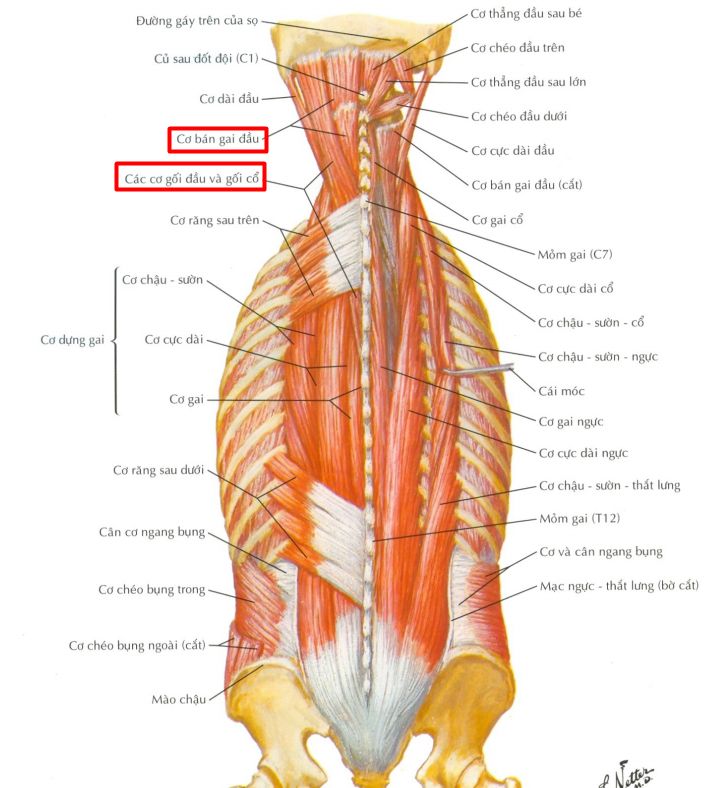 Đường gáy trên của sọ
Củ sau đốt đội (C1)
Cơ dài đầu
Cơ bán gai đầu
Các cơ gối đầu và gối cổ
Cơ răng sau trên
Cơ chậu - sườn
Cơ dựng gai
Cơ cực dài
Cơ gai
Cơ răng sau dưới
Cân cơ ngang bụng
Cơ chéo bụng trong
Cơ chéo bụng ngoài (cắt)
Mào chậu
Cơ thẳng đầu sau bé
Cơ chéo đầu trên
Cơ thẳng đầu sau lớn
Cơ chéo đầu dưới
Cơ cực dài đầu
Cơ bán gai đầu (cắt)
Cơ gai cổ
Mỏm gai (C7)
Cơ cực dài cổ
Cơ chậu - sườn - cổ
Cơ chậu - sườn - ngực
Cái móc
Cơ gai ngực
Cơ cực dài ngực
Cơ chậu - sườn - thắt lưng
Mỏm gai (T12)
Cơ và cân ngang bụng
Mạc ngực - thắt lưng (bờ cắt)
Netter
M.D.